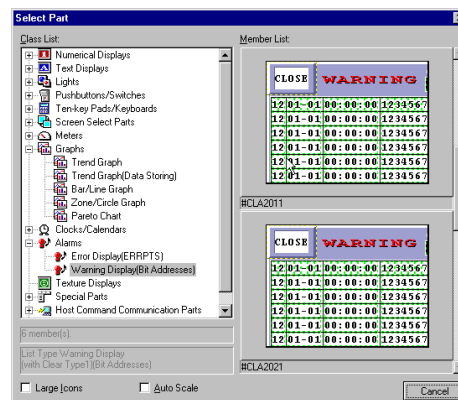 Select Part
Class List:
Numerical Displays
Text Displays
Lights
Pushbuttons/Switches
Ten-key Pads/Keyboards
Screen Select Parts
Meters
Graphs
Trend Graph
Trend Graph(Data Storing)
Bar/Line Graph
Zone/Circle Graph
Pareto Chart
Clocks/Calendars
Alarms
Error Display(ERRPTS)
Warning Display(Bit Addresses)
Texture Displays
Special Parts
Host Command Communication Parts
6 member(s).
List Type Warning Display
(with Clear Type1)(Bit Addresses)
Large Icons
Auto Scale
Member List:
CLOSE WARNING
12 01-01 00:00:00 1234567
12 01-01 00:00:00 1234567
12 01-01 00:00:00 1234567
12 01-01 00:00:00 1234567
12 01-01 00:00:00 1234567
12 01-01 00:00:00 1234567
#CLA2011
CLOSE WARNING
12 01-01 00:00:00 1234567
12 01-01 00:00:00 1234567
12 01-01 00:00:00 1234567
12 01-01 00:00:00 1234567
12 01-01 00:00:00 1234567
12 01-01 00:00:00 1234567
#CLA2021
Cancel